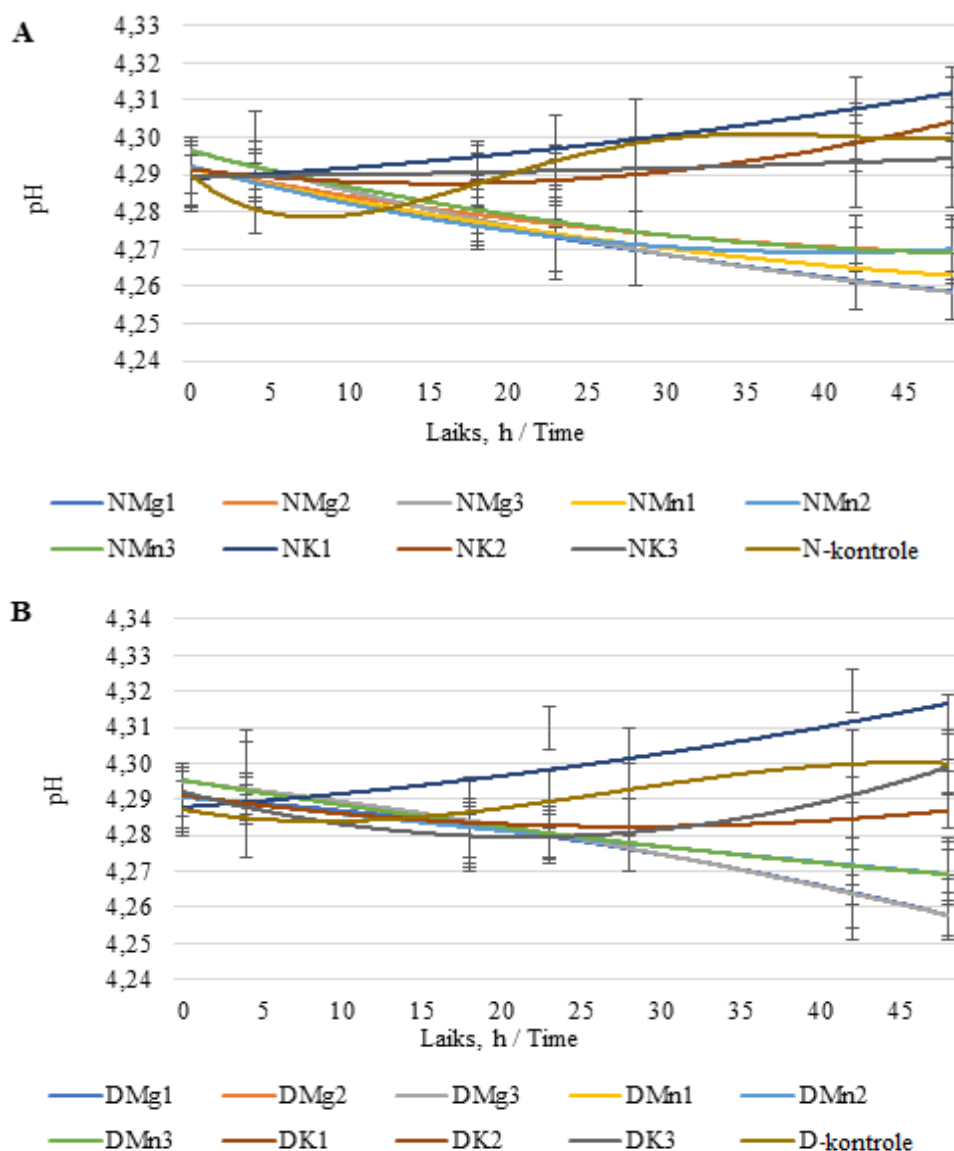 A
4,33
4,32
4,31
4,30
4,29
4,28
4,27
4,26
4,25
4,24
pH
0 5 10 15 20 25 30 35 40 45
Laiks, h / Time
NMg1 NMg2 NMg3 NMn1 NMn2
NMn3 NK1 NK2 NK3 N-kontrole
B
4,34
4,33
4,32
4,31
4,30
4,29
4,28
4,27
4,26
4,25
4,24
pH
0 5 10 15 20 25 30 35 40 45
Laiks, h / Time
DMg1 DMg2 DMg3 DMn1 DMn2
DMn3 DK1 DK2 DK3 D-kontrole